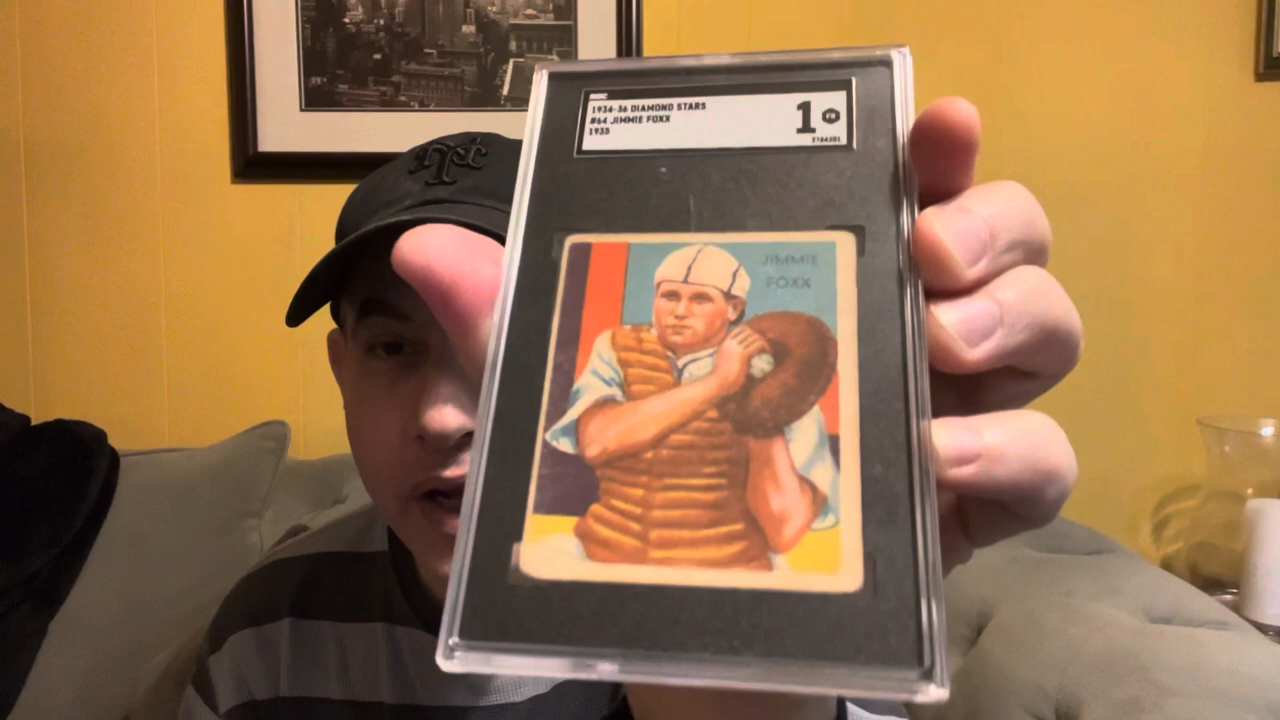 1934-36 DIAMOND STARS
#64 JIMMIE FOXX
1935
1
JIMMIE
FOXX